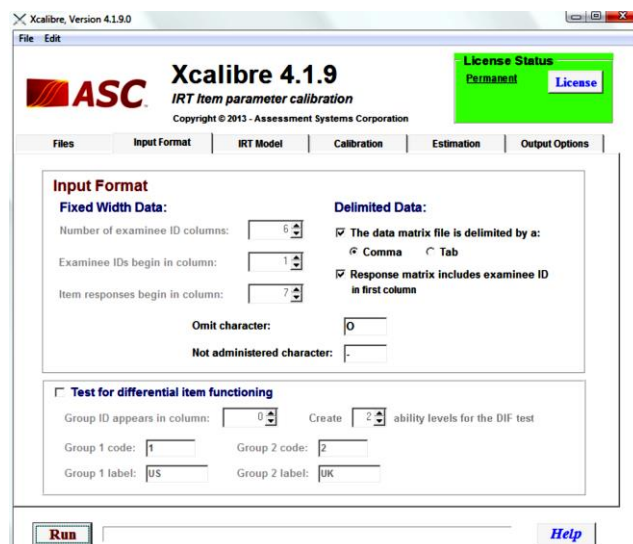 Xcalibre, Version 4.1.9.0
File Edit
ASC
Xcalibre 4.1.9
IRT Item parameter calibration
Copyright © 2013 - Assessment Systems Corporation
License Status
Permanent
License
Files Input Format IRT Model Calibration Estimation Output Options
Input Format
Fixed Width Data:
Number of examinee ID columns: 6
Examinee IDs begin in column: 1
Item responses begin in column: 7
Delimited Data:
The data matrix file is delimited by a:
Comma Tab
Response matrix includes examinee ID
in first column
Omit character: O
Not administered character: -
Test for differential item functioning
Group ID appears in column: 0 Create 2 ability levels for the DIF test
Group 1 code: 1 Group 2 code: 2
Group 1 label: US Group 2 label: UK
Run Help